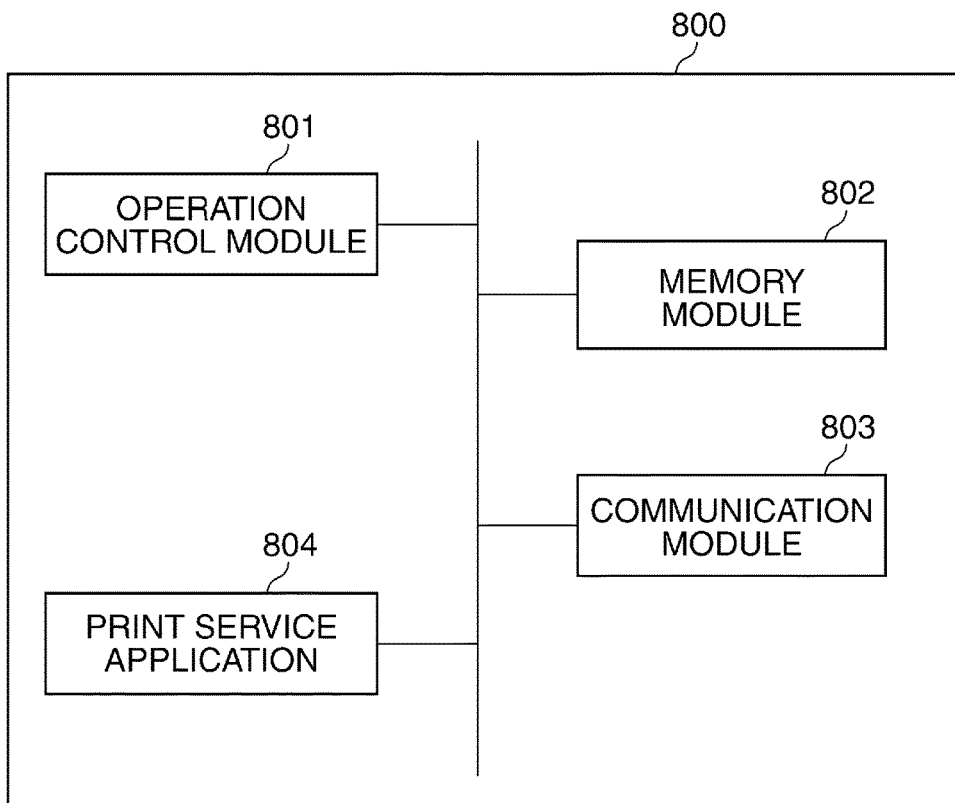 800
801
OPERATION
CONTROL MODULE
802
MEMORY
MODULE
803
COMMUNICATION
MODULE
804
PRINT SERVICE
APPLICATION